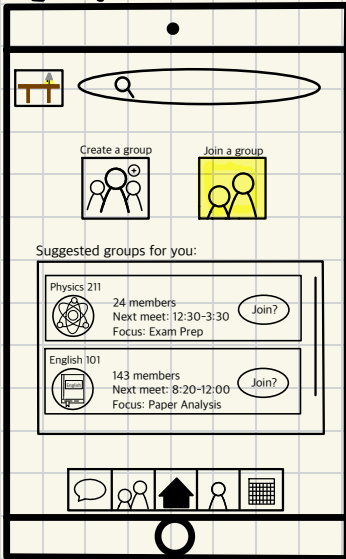 Create a group
Join a group
Suggested groups for you:
Physics 211
24 members
Next meet: 12:30-3:30
Focus: Exam Prep
Join?
English 101
English
143 members
Next meet: 8:20-12:00
Focus: Paper Analysis
Join?